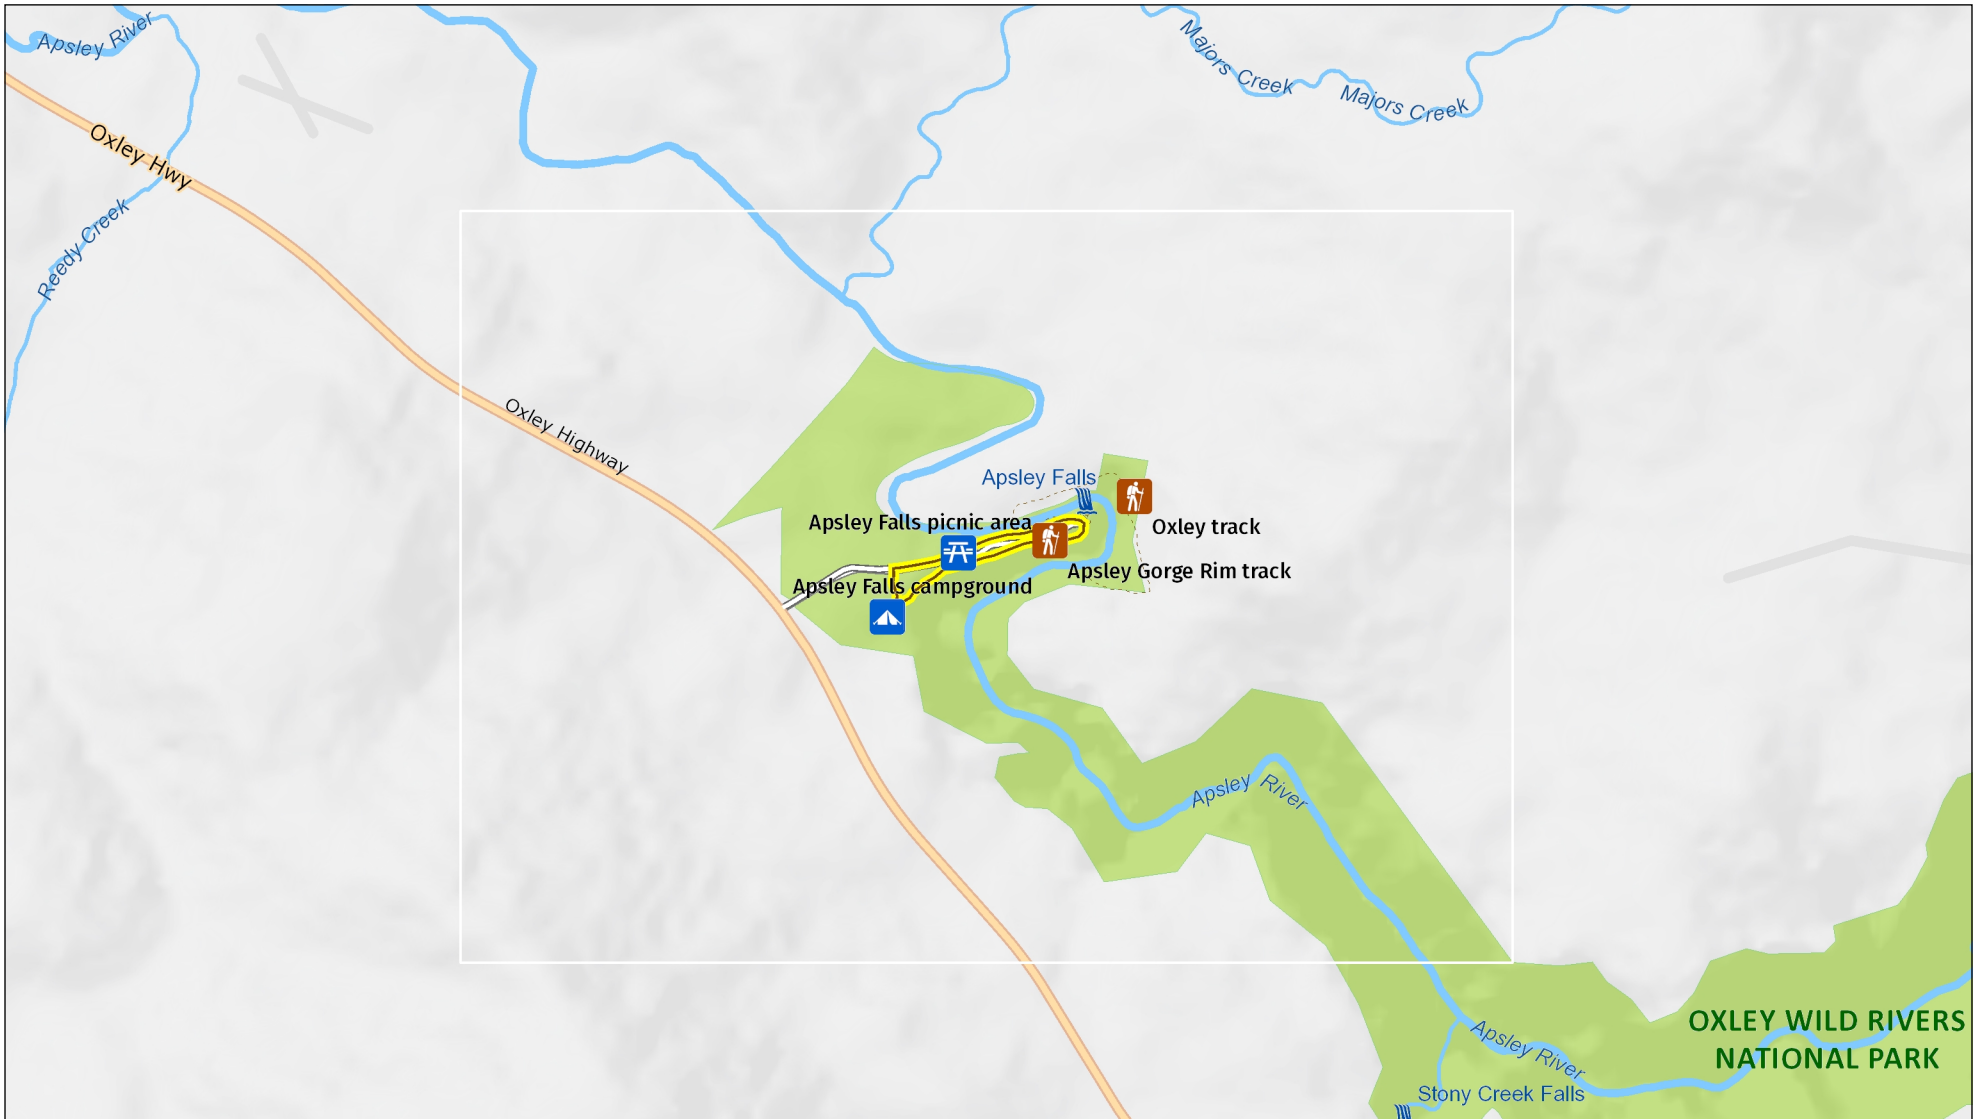 Apsley River
Majors Creek
Majors Creek
Oxley Hwy
Reedy Creek
Oxley Highway
Apsley Falls
Apsley Falls picnic area
Oxley track
Apsley Gorge Rim track
Apsley Falls campground
Apsley River
OXLEY WILD RIVERS
NATIONAL PARK
Apsley River
Stony Creek Falls